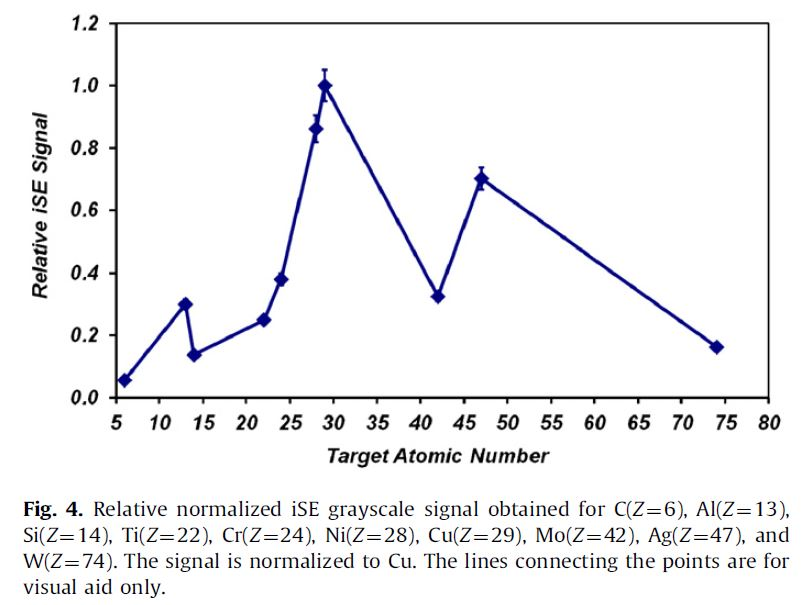 1.2
1.0
0.8
0.6
0.4
0.2
0.0
Relative iSE Signal
5 10 15 20 25 30 35 40 45 50 55 60 65 70 75 80
Target Atomic Number
Fig. 4. Relative normalized iSE grayscale signal obtained for C(Z=6), Al(Z=13),
Si(Z=14), Ti(Z=22), Cr(Z=24), Ni(Z=28), Cu(Z=29), Mo(Z=42), Ag(Z=47), and
W(Z=74). The signal is normalized to Cu. The lines connecting the points are for
visual aid only.